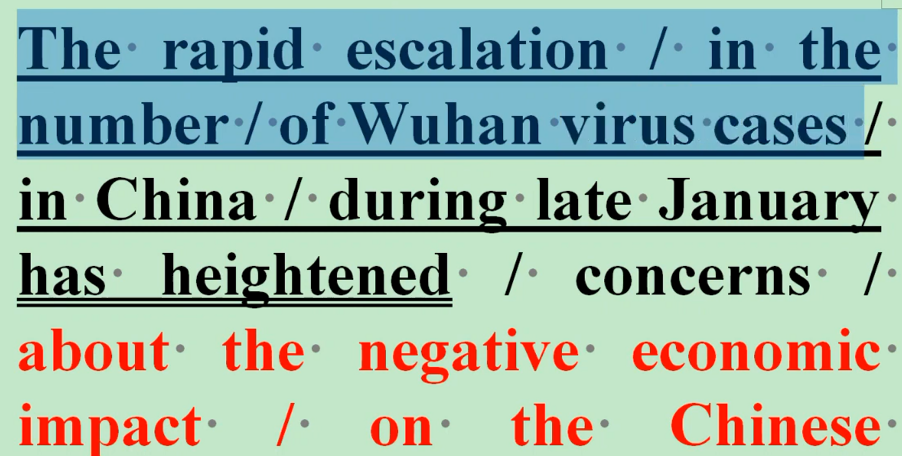 The rapid escalation / in the
number / of Wuhan virus cases /
in China / during late January
has heightened / concerns /
about the negative economic
impact / on the Chinese